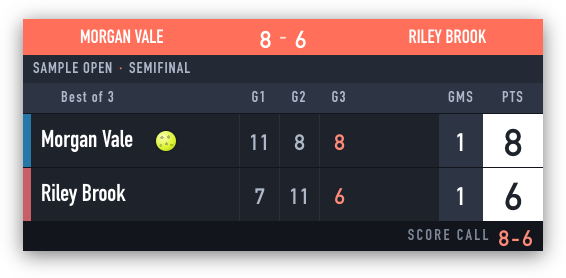 MORGAN VALE 8 - 6 RILEY BROOK
SAMPLE OPEN · SEMIFINAL
Best of 3 G1 G2 G3 GMS PTS
Morgan Vale 11 8 8 1 8
Riley Brook 7 11 6 1 6
SCORE CALL 8-6